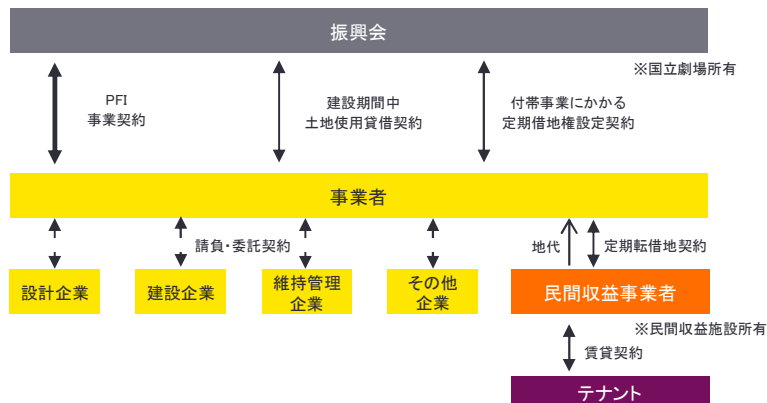 振興会
※国立劇場所有
PFI
事業契約
建設期間中
土地使用貸借契約
付帯事業にかかる
定期借地権設定契約
事業者
請負・委託契約
地代
定期転借地契約
設計企業
建設企業
維持管理
企業
その他
企業
民間収益事業者
※民間収益施設所有
賃貸契約
テナント